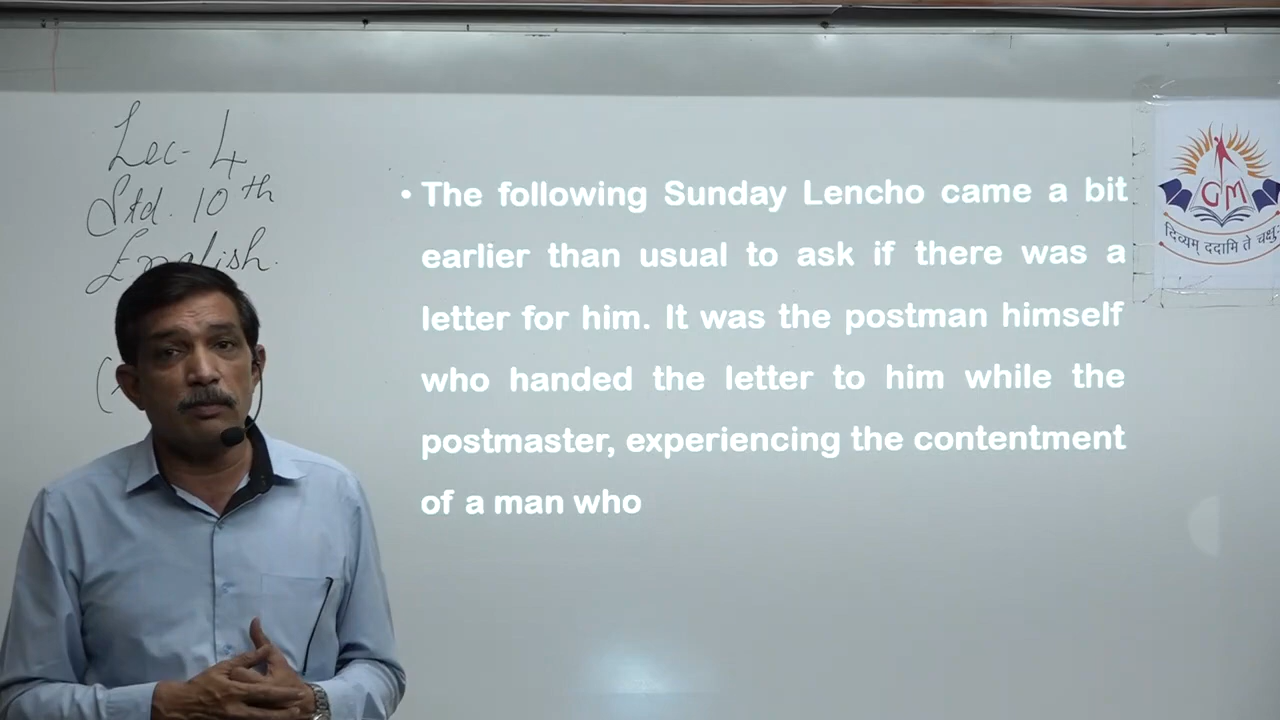 Lec- 4
Std. 10th
English.
• The following Sunday Lencho came a bit
earlier than usual to ask if there was a
letter for him. It was the postman himself
who handed the letter to him while the
postmaster, experiencing the contentment
of a man who
GM
दिव्यम् ददामि ते चक्षुः